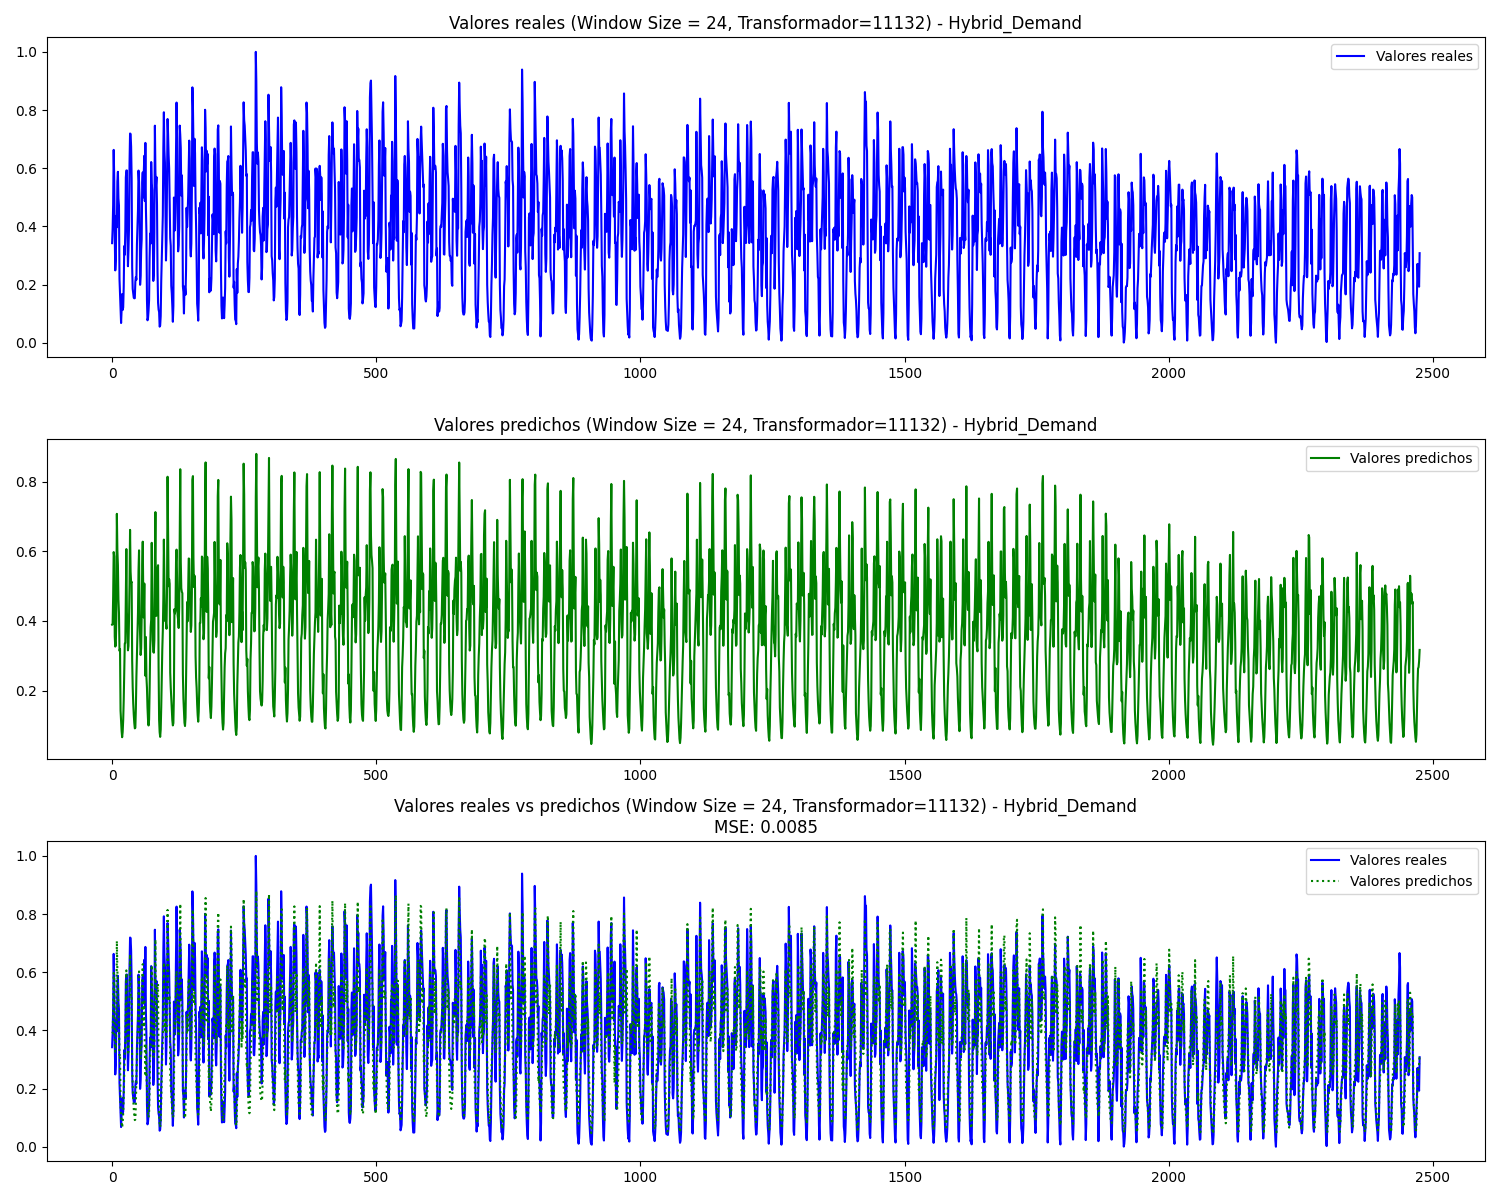 Valores reales (Window Size = 24, Transformador=11132) - Hybrid_Demand
Valores reales
1.0
0.8
0.6
0.4
0.2
0.0
0 500 1000 1500 2000 2500
Valores predichos (Window Size = 24, Transformador=11132) - Hybrid_Demand
Valores predichos
0.8
0.6
0.4
0.2
0 500 1000 1500 2000 2500
Valores reales vs predichos (Window Size = 24, Transformador=11132) - Hybrid_Demand
MSE: 0.0085
Valores reales
Valores predichos
1.0
0.8
0.6
0.4
0.2
0.0
0 500 1000 1500 2000 2500